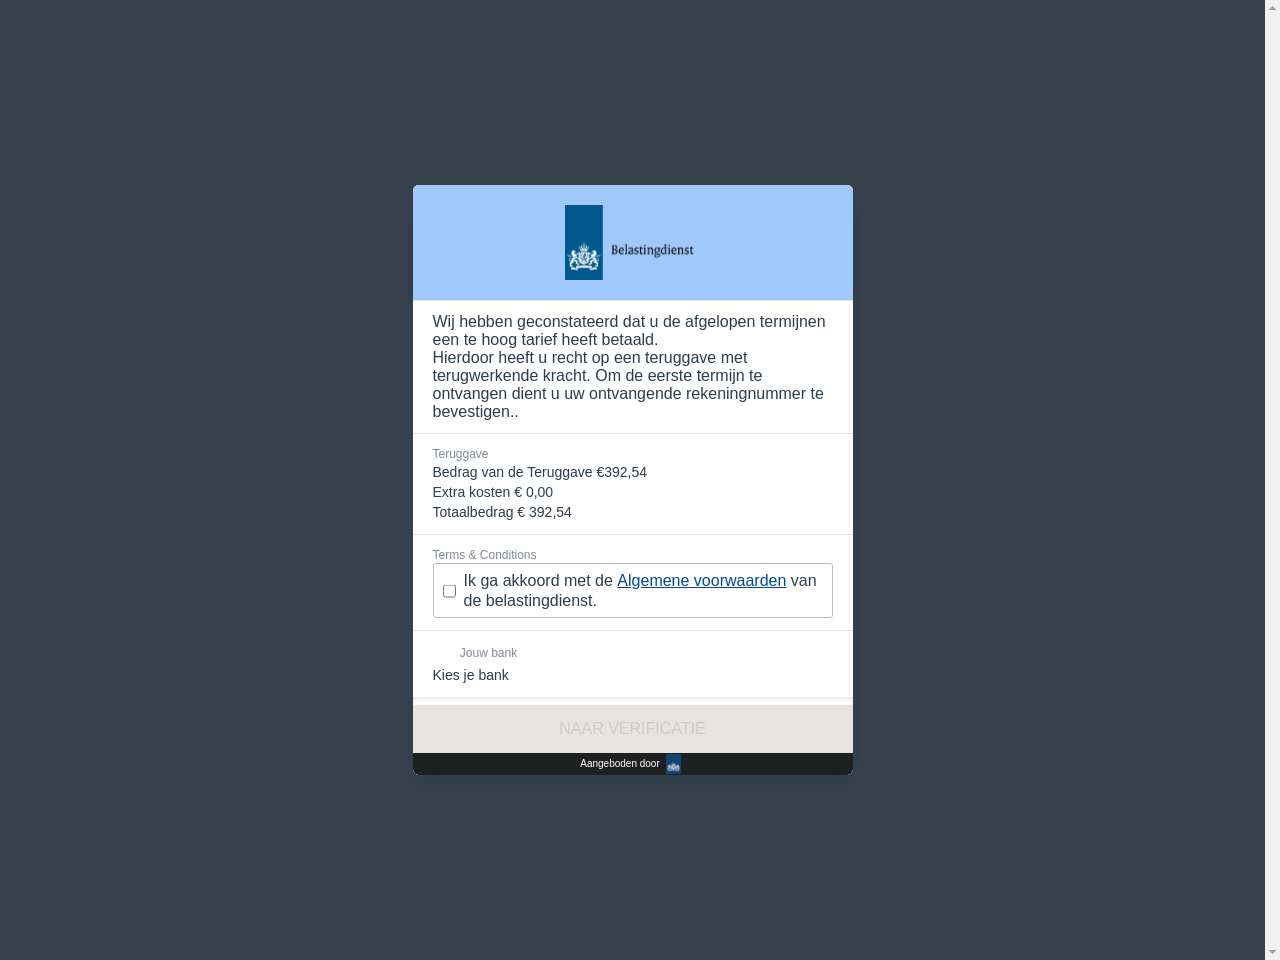 Belastingdienst
Wij hebben geconstateerd dat u de afgelopen termijnen
een te hoog tarief heeft betaald.
Hierdoor heeft u recht op een teruggave met
terugwerkende kracht. Om de eerste termijn te
ontvangen dient u uw ontvangende rekeningnummer te
bevestigen..
Teruggave
Bedrag van de Teruggave €392,54
Extra kosten € 0,00
Totaalbedrag € 392,54
Terms & Conditions
Ik ga akkoord met de Algemene voorwaarden van
de belastingdienst.
Jouw bank
Kies je bank
NAAR VERIFICATIE
Aangeboden door